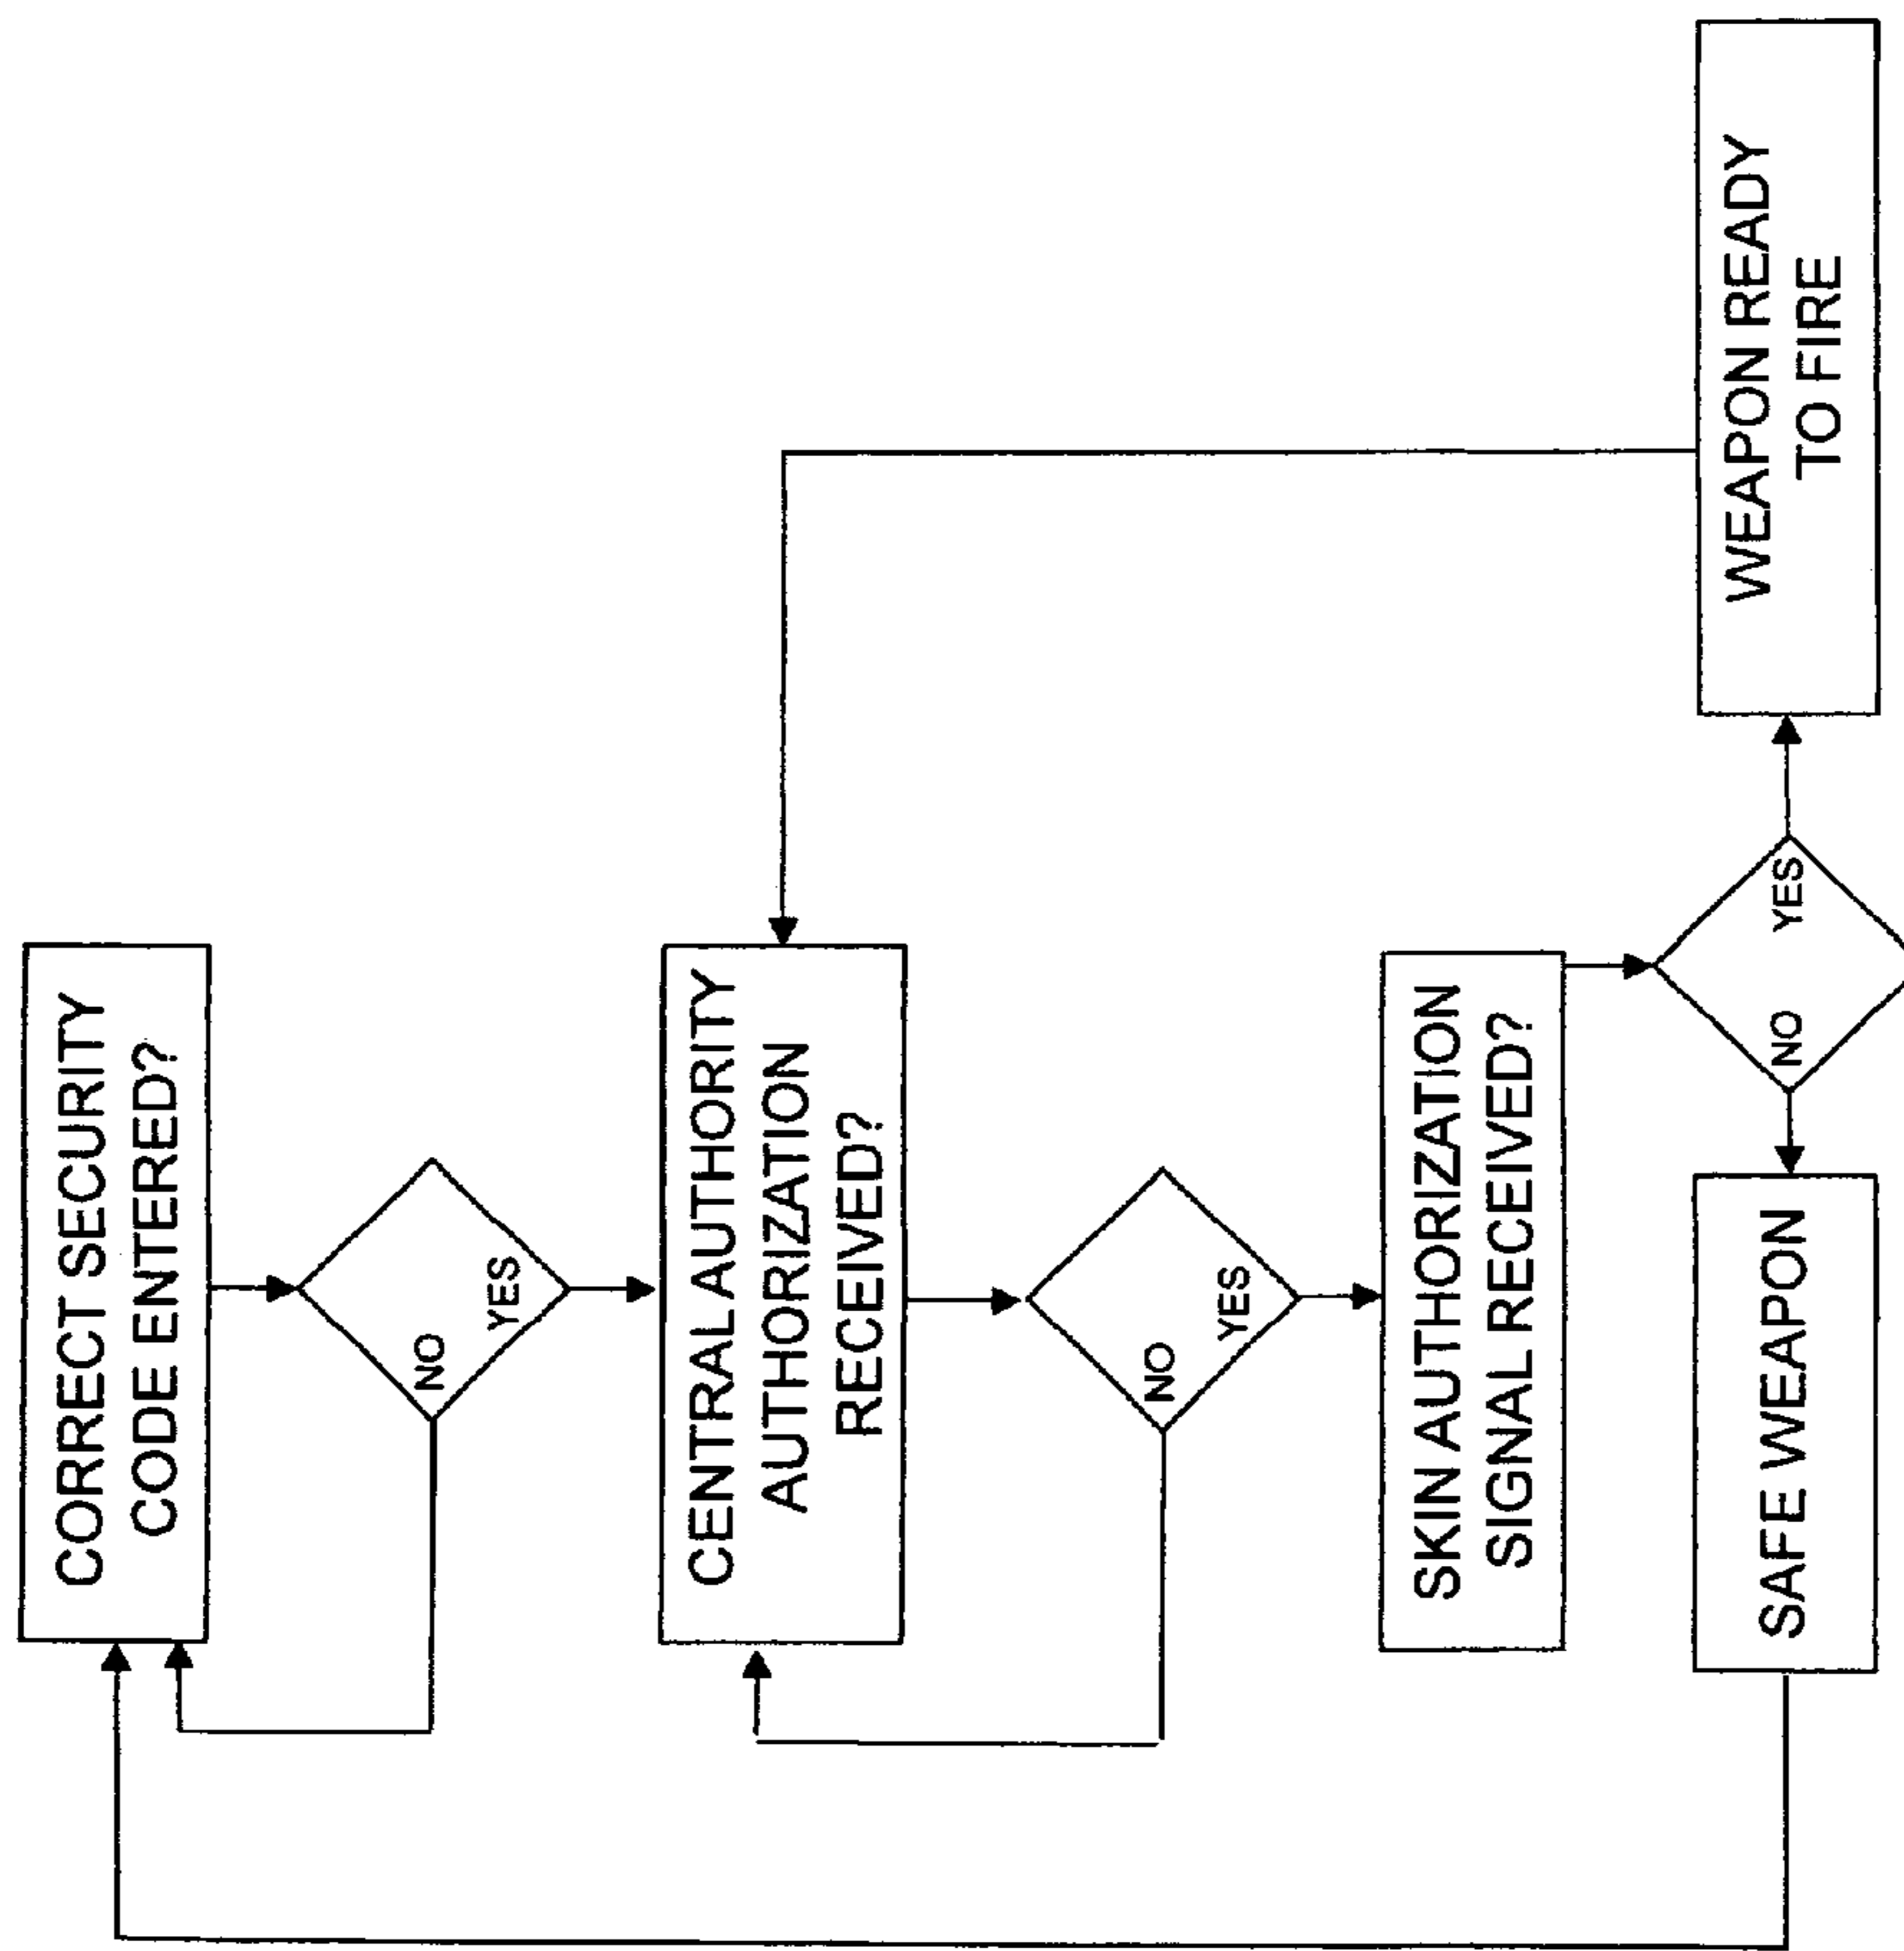 CORRECT SECURITY
CODE ENTERED?
NO
YES
CENTRAL AUTHORITY
AUTHORIZATION
RECEIVED?
NO
YES
SKIN AUTHORIZATION
SIGNAL RECEIVED?
NO
YES
SAFE WEAPON
WEAPON READY
TO FIRE